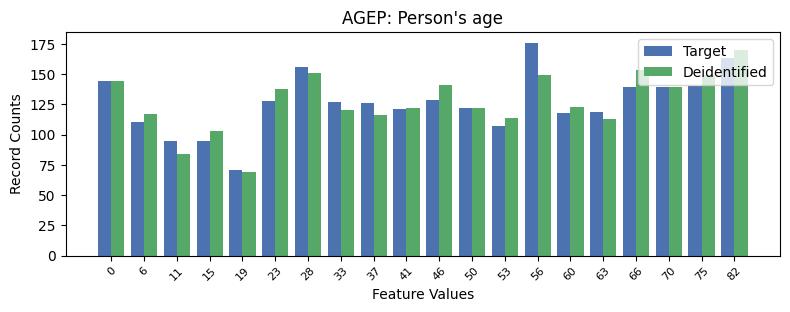 AGEP: Person's age
Target
Deidentified
Record Counts
175
150
125
100
75
50
25
0
0 6 11 15 19 23 28 33 37 41 46 50 53 56 60 63 66 70 75 82
Feature Values